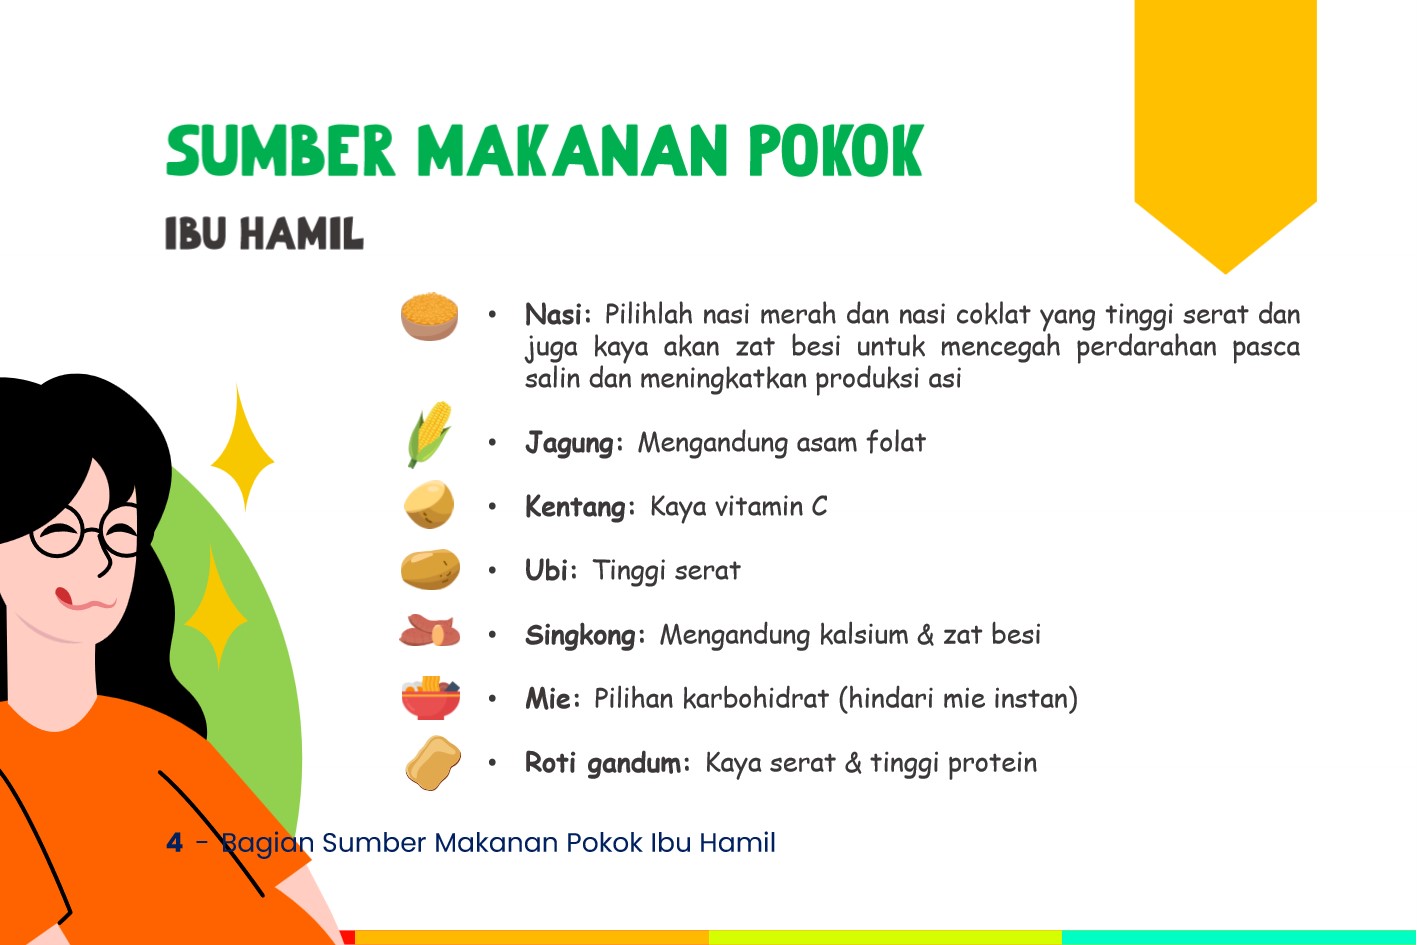 SUMBER MAKANAN POKOK
IBU HAMIL
• Nasi: Pilihlah nasi merah dan nasi coklat yang tinggi serat dan
juga kaya akan zat besi untuk mencegah perdarahan pasca
salin dan meningkatkan produksi asi
• Jagung: Mengandung asam folat
• Kentang: Kaya vitamin C
• Ubi: Tinggi serat
• Singkong: Mengandung kalsium & zat besi
• Mie: Pilihan karbohidrat (hindari mie instan)
• Roti gandum: Kaya serat & tinggi protein
4 - Bagian Sumber Makanan Pokok Ibu Hamil